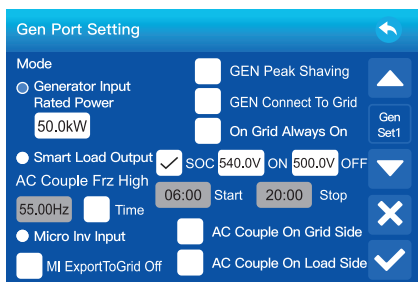 Gen Port Setting
Mode
GEN Peak Shaving
Generator Input
Rated Power
GEN Connect To Grid
50.0kW
On Grid Always On
Gen
Set1
Smart Load Output SOC 540.0V ON 500.0V OFF
AC Couple Frz High
06:00 Start 20:00 Stop
55.00Hz Time
Micro Inv Input
AC Couple On Grid Side
MI ExportToGrid Off
AC Couple On Load Side